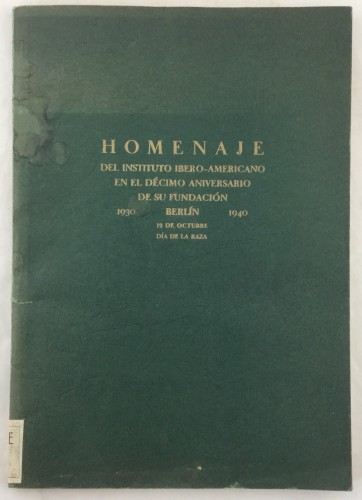 HOMENAJE
DEL INSTITUTO IBERO-AMERICANO
EN EL DÉCIMO ANIVERSARIO
DE SU FUNDACIÓN
1930 BERLÍN 1940
12 DE OCTUBRE
DÍA DE LA RAZA
E